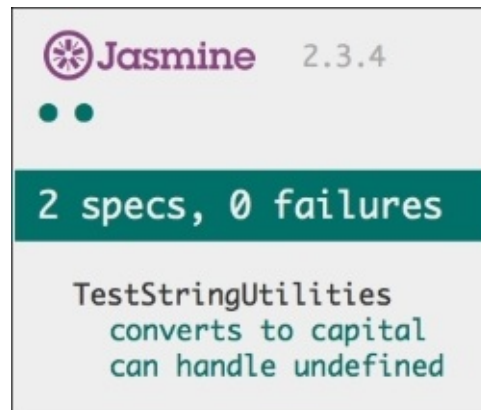 Jasmine 2.3.4
2 specs, 0 failures
TestStringUtilities
converts to capital
can handle undefined